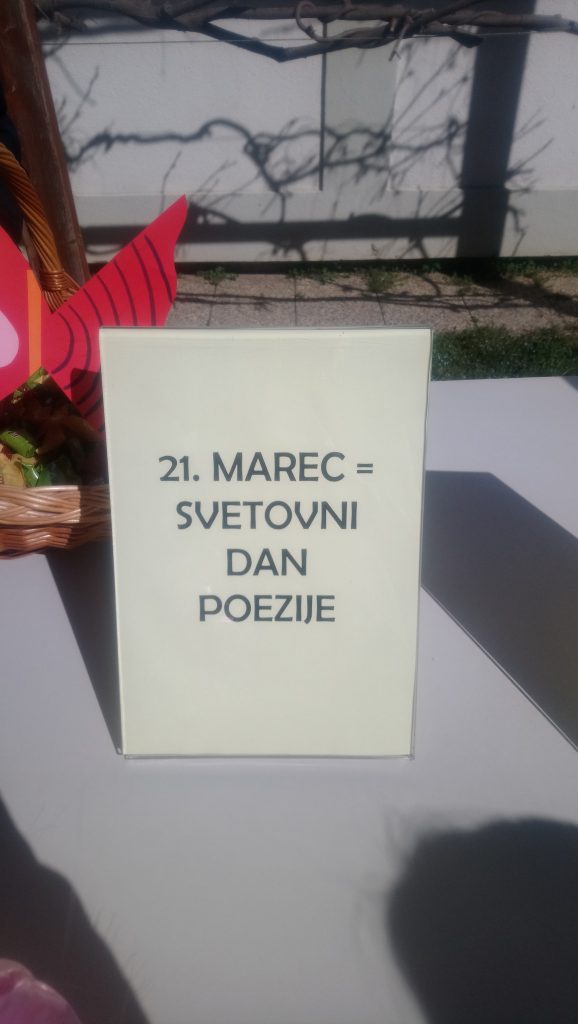 21. MAREC =
SVETOVNI
DAN
POEZIJE